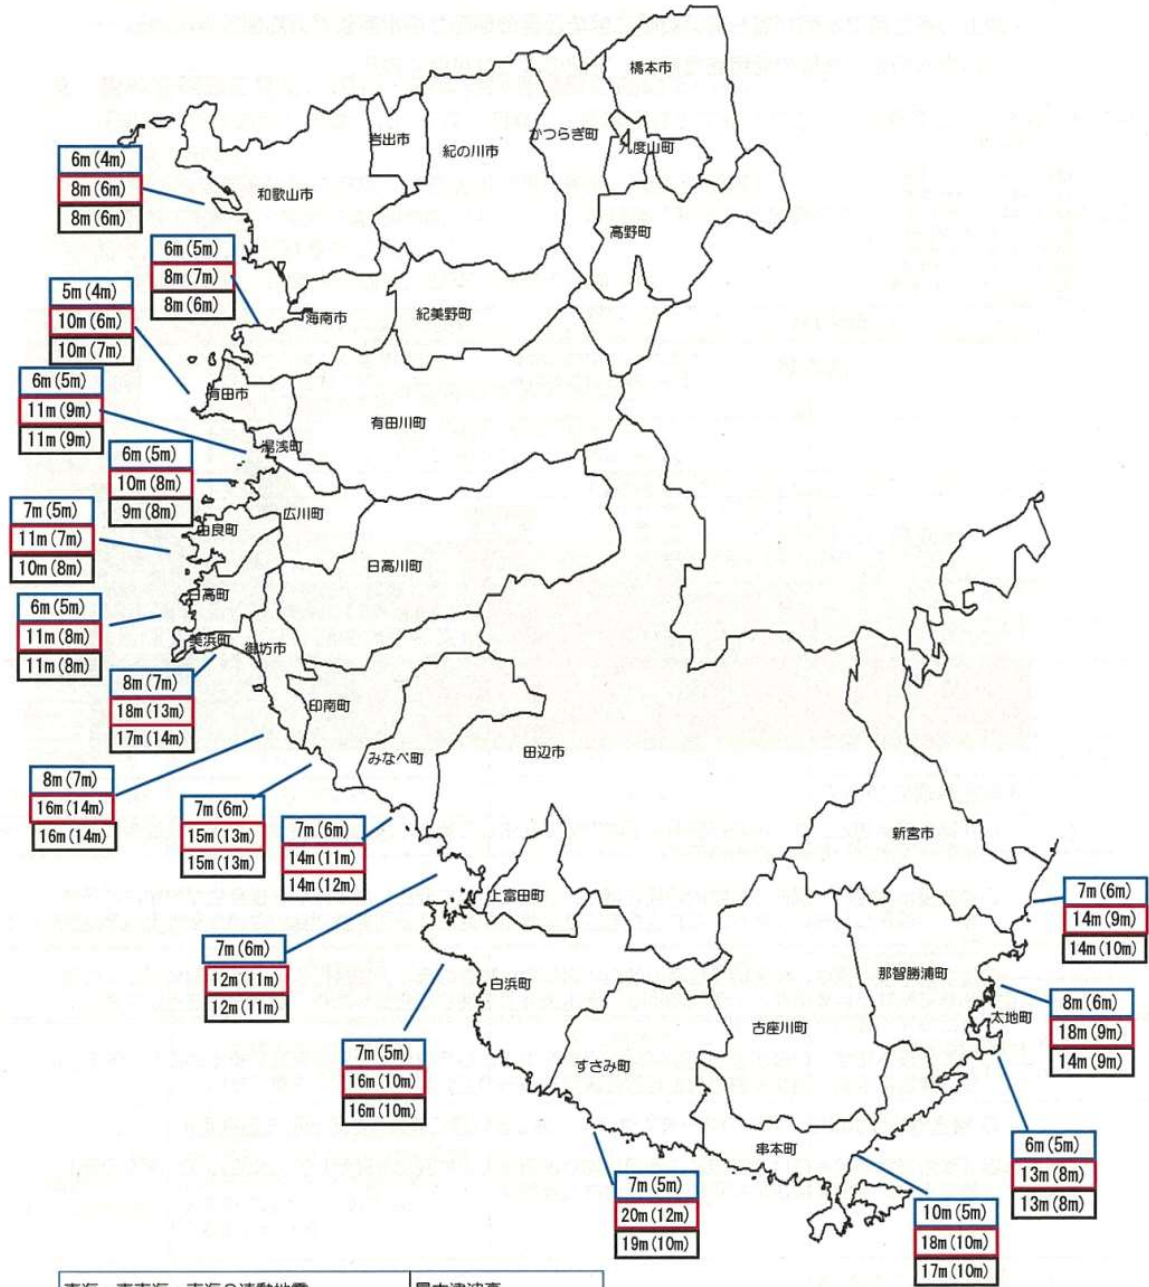 橋本市
かつらぎ町
九度山町
岩出市
紀の川市
和歌山市
高野町
6m(4m)
8m(6m)
8m(6m)
6m(5m)
8m(7m)
8m(6m)
海南市
紀美野町
5m(4m)
10m(6m)
10m(7m)
有田市
有田川町
6m(5m)
11m(9m)
11m(9m)
湯浅町
6m(5m)
10m(8m)
9m(8m)
広川町
7m(5m)
11m(7m)
10m(8m)
由良町
日高川町
6m(5m)
11m(8m)
11m(8m)
日高町
美浜町
御坊市
8m(7m)
18m(13m)
17m(14m)
印南町
みなべ町
田辺市
8m(7m)
16m(14m)
16m(14m)
7m(6m)
15m(13m)
15m(13m)
7m(6m)
14m(11m)
14m(12m)
新宮市
上富田町
7m(6m)
14m(9m)
14m(10m)
7m(6m)
12m(11m)
12m(11m)
白浜町
那智勝浦町
8m(6m)
18m(9m)
14m(9m)
太地町
古座川町
すさみ町
7m(5m)
16m(10m)
16m(10m)
串本町
6m(5m)
13m(8m)
13m(8m)
7m(5m)
20m(12m)
19m(10m)
10m(5m)
18m(10m)
17m(10m)